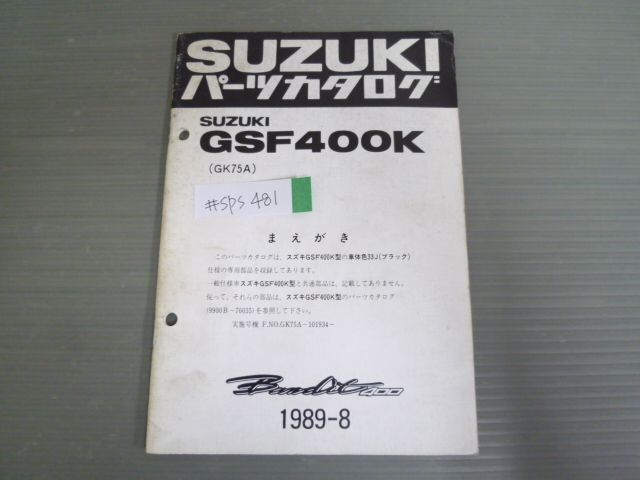 SUZUKI
パーツカタログ
SUZUKI
GSF400K
(GK75A)
#SPS 481
まえがき
このパーツカタログは、スズキGSF400K型の車体色33J(ブラック)
仕様の専用部品を収録してあります。
一般仕様車スズキGSF400K型と共通部品は、記載してありません。
従って、それらの部品は、スズキGSF400K型のパーツカタログ
(9900B-70035)を参照して下さい。
実施号機 F.NO.GK75A-101934-
Bandit 400
1989-8